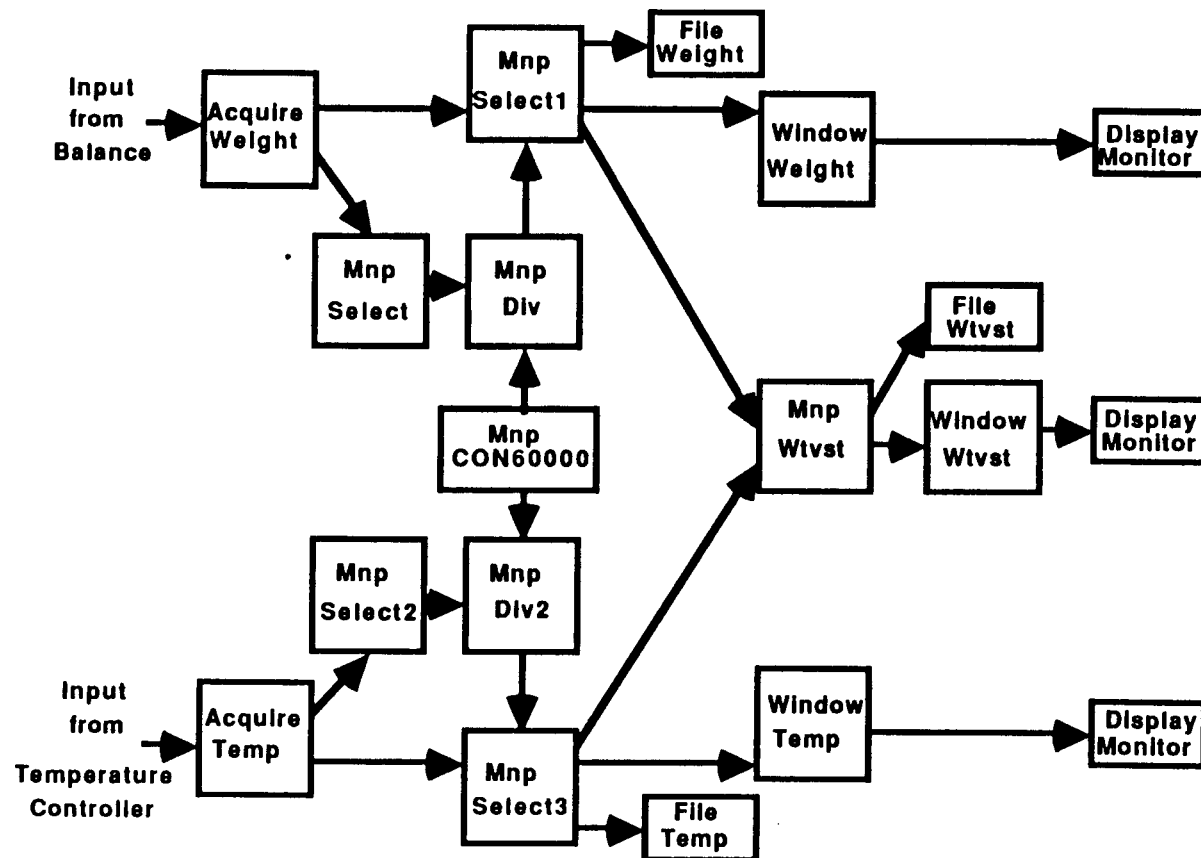 File
Weight
Mnp
Select1
Input
from
Balance
Acquire
Weight
Window
Weight
Display
Monitor
Mnp
Select
Mnp
Div
File
Wtvst
Mnp
CON60000
Mnp
Wtvst
Window
Wtvst
Display
Monitor
Mnp
Select2
Mnp
Div2
Input
from
Temperature
Controller
Acquire
Temp
Mnp
Select3
Window
Temp
Display
Monitor
File
Temp